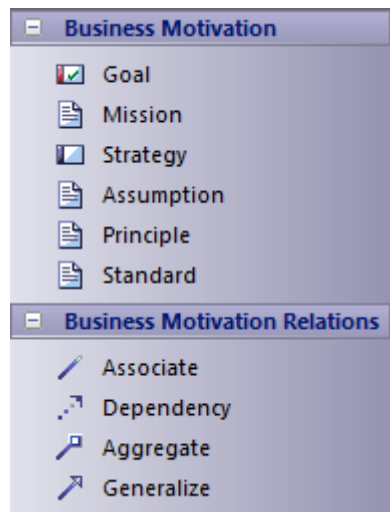 Business Motivation
Goal
Mission
Strategy
Assumption
Principle
Standard
Business Motivation Relations
Associate
Dependency
Aggregate
Generalize